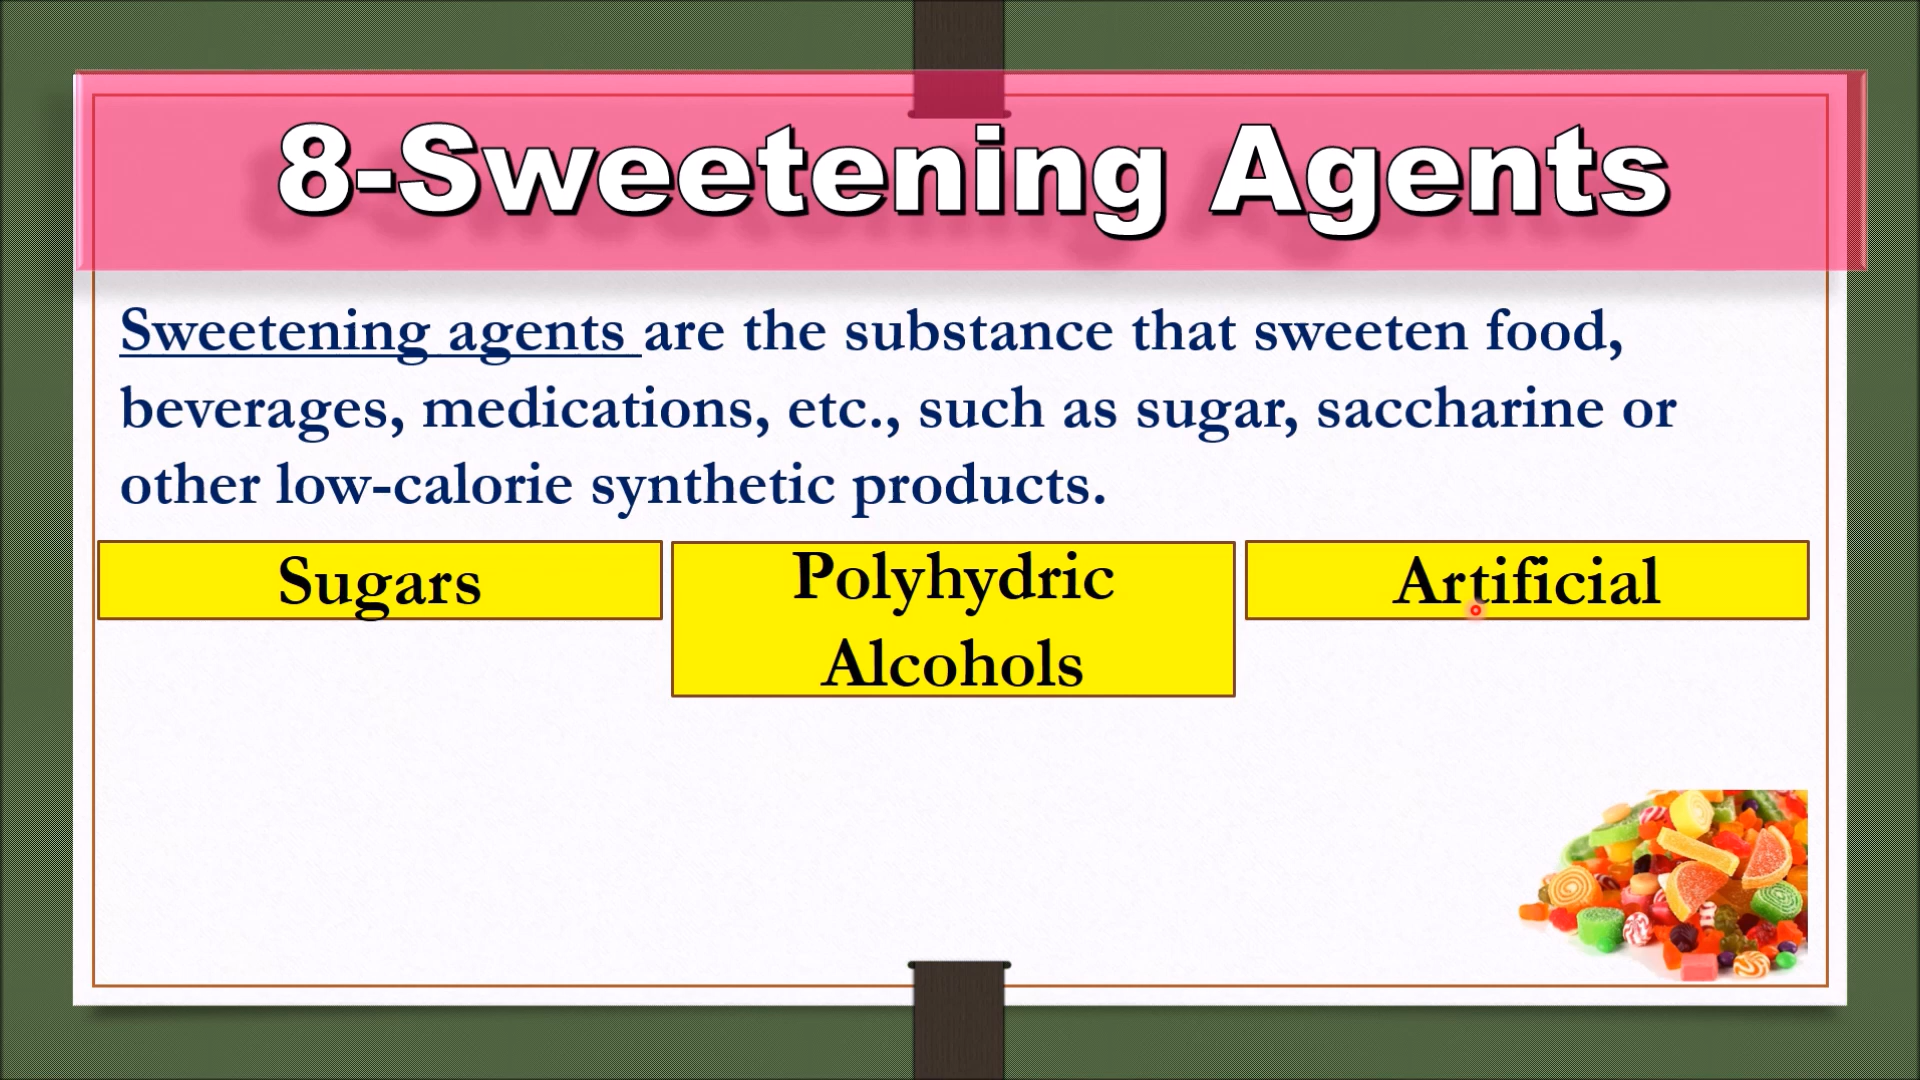 8-Sweetening Agents
Sweetening agents are the substance that sweeten food,
beverages, medications, etc., such as sugar, saccharine or
other low-calorie synthetic products.
Sugars
Polyhydric
Alcohols
Artificial